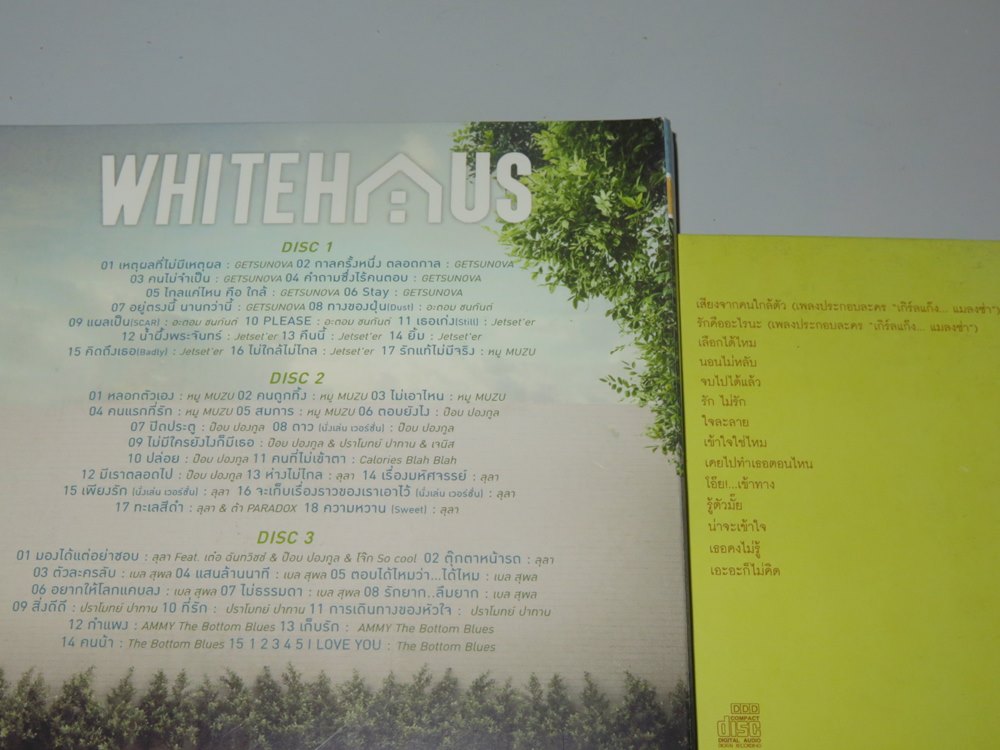 WHITEHAUS
DISC 1
01 เหตุผลที่ไม่มีเหตุผล : GETSUNOVA 02 กาลครั้งหนึ่ง ตลอดกาล : GETSUNOVA
03 คนไม่จำเป็น : GETSUNOVA 04 คำถามซึ่งไร้คนตอบ : GETSUNOVA
05 ไกลแค่ไหน คือ ใกล้ : GETSUNOVA 06 Stay : GETSUNOVA
07 อยู่ตรงนี้ นานกว่านี้ : GETSUNOVA 08 ทางของฝุ่น(Dust) : อะตอม ชนกันต์
09 แผลเป็น(SCAR) : อะตอม ชนกันต์ 10 PLEASE : อะตอม ชนกันต์ 11 เธอเก่ง(Still) : Jetset'er
12 น้ำผึ้งพระจันทร์ : Jetset'er 13 คืนนี้ : Jetset'er 14 ยิ้ม : Jetset'er
15 คิดถึงเธอ(Badly) : Jetset'er 16 ไม่ใกล้ไม่ไกล : Jetset'er 17 รักแท้ไม่มีจริง : หมู MUZU
DISC 2
01 หลอกตัวเอง : หมู MUZU 02 คนถูกทิ้ง : หมู MUZU 03 ไม่เอาไหน : หมู MUZU
04 คนแรกที่รัก : หมู MUZU 05 สมการ : หมู MUZU 06 ตอบยังไง : ป๊อบ ปองกูล
07 ปิดประตู : ป๊อบ ปองกูล 08 ดาว (นั่งเล่น เวอร์ชั่น) : ป๊อบ ปองกูล
09 ไม่มีใครยังไงก็มีเธอ : ป๊อบ ปองกูล & ปราโมทย์ ปาทาน & เจนิส
10 ปล่อย : ป๊อบ ปองกูล 11 คนที่ไม่เข้าตา : Calories Blah Blah
12 มีเราตลอดไป : ป๊อบ ปองกูล 13 ห่างไม่ไกล : ลุลา 14 เรื่องมหัศจรรย์ : ลุลา
15 เพียงรัก (นั่งเล่น เวอร์ชั่น) : ลุลา 16 จะเก็บเรื่องราวของเราเอาไว้ (นั่งเล่น เวอร์ชั่น) : ลุลา
17 ทะเลสีดำ : ลุลา & ต้า PARADOX 18 ความหวาน (Sweet) : ลุลา
DISC 3
01 มองได้แต่อย่าชอบ : ลุลา Feat. เต๋อ ฉันทวิชช์ & ป๊อบ ปองกูล & โจ๊ก So cool 02 ตุ๊กตาหน้ารถ : ลุลา
03 ตัวละครลับ : เบล สุพล 04 แสนล้านนาที : เบล สุพล 05 ตอบได้ไหมว่า...ได้ไหม : เบล สุพล
06 อยากให้โลกแคบลง : เบล สุพล 07 ไม่ธรรมดา : เบล สุพล 08 รักยาก..ลืมยาก : เบล สุพล
09 สิ่งดีดี : ปราโมทย์ ปาทาน 10 ที่รัก : ปราโมทย์ ปาทาน 11 การเดินทางของหัวใจ : ปราโมทย์ ปาทาน
12 กำแพง : AMMY The Bottom Blues 13 เก็บรัก : AMMY The Bottom Blues
14 คนบ้า : The Bottom Blues 15 1 2 3 4 5 I LOVE YOU : The Bottom Blues
เสียงจากคนใกล้ตัว (เพลงประกอบละคร "เกิร์ลแก๊ง... แมลงซ่า")
รักคืออะไรนะ (เพลงประกอบละคร "เกิร์ลแก๊ง... แมลงซ่า")
เลือกได้ไหม
นอนไม่หลับ
จบไปได้แล้ว
รัก ไม่รัก
ใจละลาย
เข้าใจใช่ไหม
เคยไปทำเธอตอนไหน
โอ๊ย!...เข้าทาง
รู้ตัวมั๊ย
น่าจะเข้าใจ
เธอคงไม่รู้
เอะอะก็ไม่คิด
DDD
COMPACT
disc
DIGITAL AUDIO